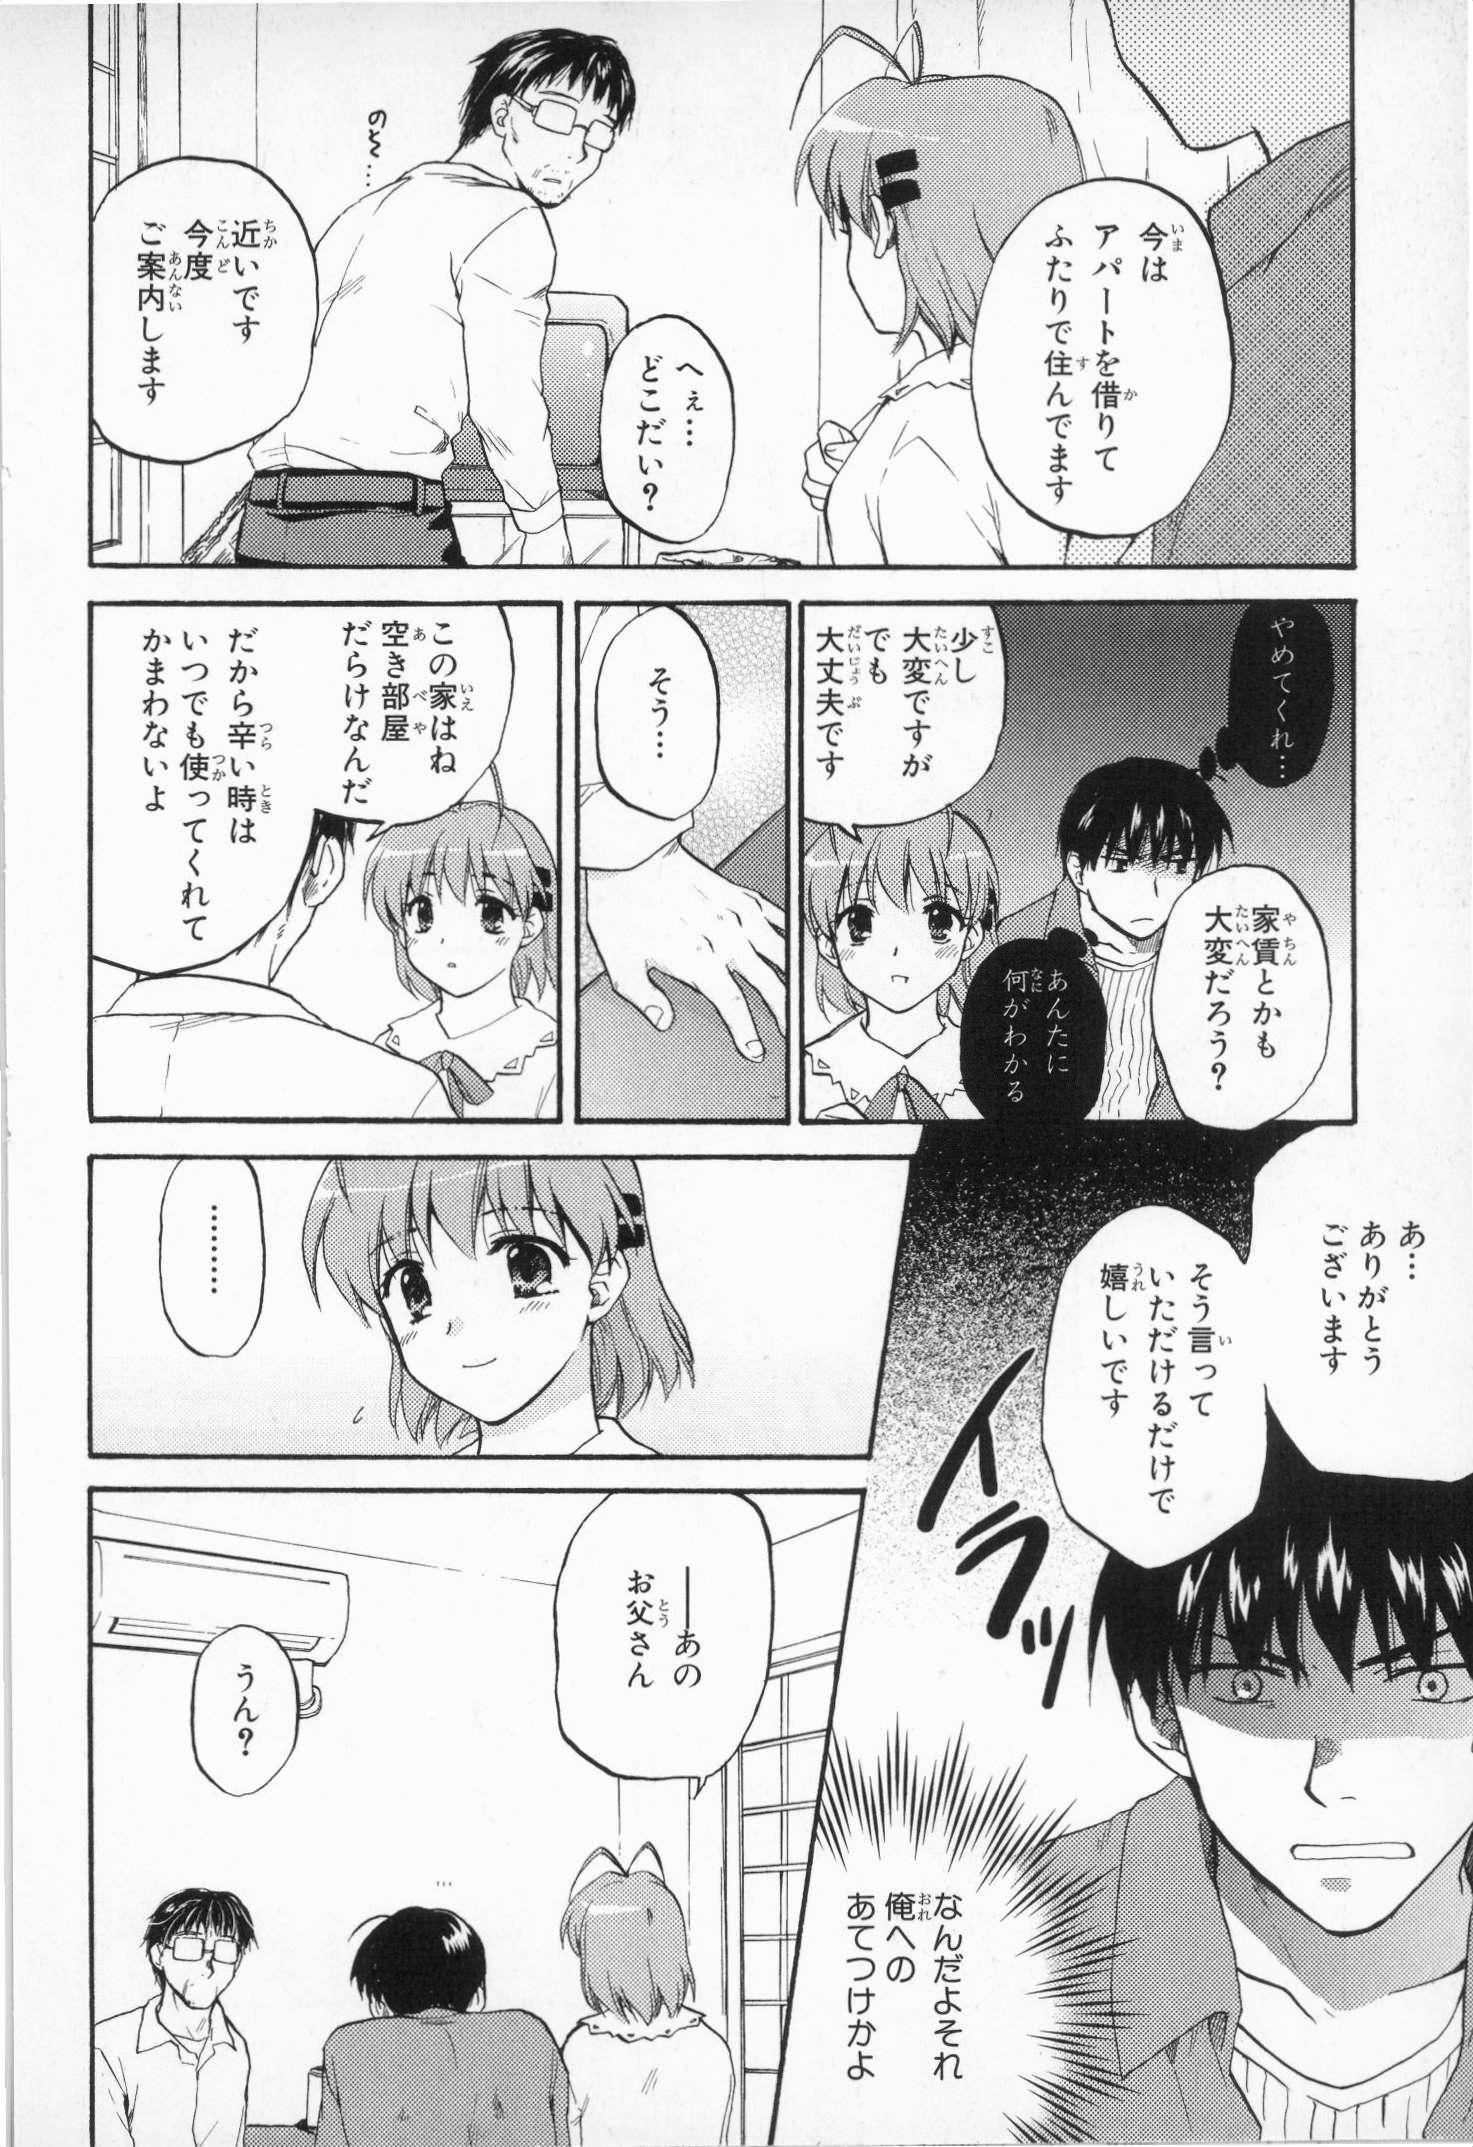 今は
アパートを借りて
ふたりで住んでます
へぇ…
どこだい？
のそ…
近いです
今度
ご案内します
やめてくれ…
家賃とかも
大変だろう？
あんたに
何がわかる
少し
大変ですが
でも
大丈夫です
そう…
この家はね
空き部屋
だらけなんだ
だから辛い時は
いつでも使ってくれて
かまわないよ
あ…
ありがとう
ございます
そう言って
いただけるだけで
嬉しいです
イラッ
なんだよそれ
俺への
あてつけかよ
………
──あの
お父さん
うん？